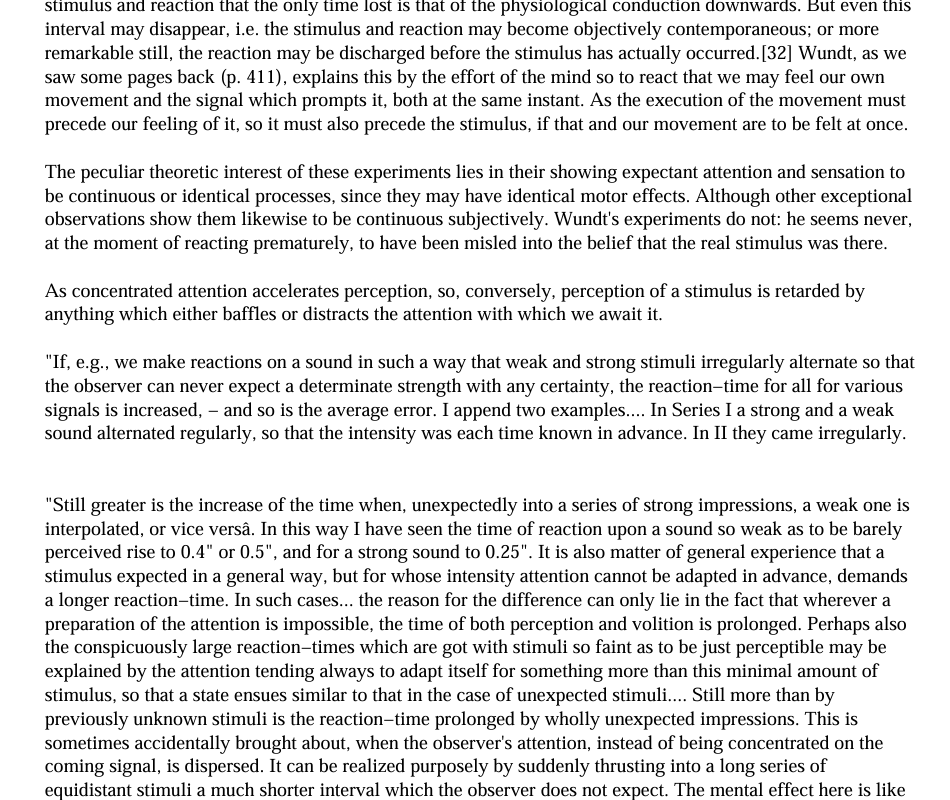 stimulus and reaction that the only time lost is that of the physiological conduction downwards. But even this
interval may disappear, i.e. the stimulus and reaction may become objectively contemporaneous; or more
remarkable still, the reaction may be discharged before the stimulus has actually occurred.[32] Wundt, as we
saw some pages back (p. 411), explains this by the effort of the mind so to react that we may feel our own
movement and the signal which prompts it, both at the same instant. As the execution of the movement must
precede our feeling of it, so it must also precede the stimulus, if that and our movement are to be felt at once.
The peculiar theoretic interest of these experiments lies in their showing expectant attention and sensation to
be continuous or identical processes, since they may have identical motor effects. Although other exceptional
observations show them likewise to be continuous subjectively. Wundt's experiments do not: he seems never,
at the moment of reacting prematurely, to have been misled into the belief that the real stimulus was there.
As concentrated attention accelerates perception, so, conversely, perception of a stimulus is retarded by
anything which either baffles or distracts the attention with which we await it.
"If, e.g., we make reactions on a sound in such a way that weak and strong stimuli irregularly alternate so that
the observer can never expect a determinate strength with any certainty, the reaction−time for all for various
signals is increased, − and so is the average error. I append two examples.... In Series I a strong and a weak
sound alternated regularly, so that the intensity was each time known in advance. In II they came irregularly.
"Still greater is the increase of the time when, unexpectedly into a series of strong impressions, a weak one is
interpolated, or vice versâ. In this way I have seen the time of reaction upon a sound so weak as to be barely
perceived rise to 0.4" or 0.5", and for a strong sound to 0.25". It is also matter of general experience that a
stimulus expected in a general way, but for whose intensity attention cannot be adapted in advance, demands
a longer reaction−time. In such cases... the reason for the difference can only lie in the fact that wherever a
preparation of the attention is impossible, the time of both perception and volition is prolonged. Perhaps also
the conspicuously large reaction−times which are got with stimuli so faint as to be just perceptible may be
explained by the attention tending always to adapt itself for something more than this minimal amount of
stimulus, so that a state ensues similar to that in the case of unexpected stimuli.... Still more than by
previously unknown stimuli is the reaction−time prolonged by wholly unexpected impressions. This is
sometimes accidentally brought about, when the observer's attention, instead of being concentrated on the
coming signal, is dispersed. It can be realized purposely by suddenly thrusting into a long series of
equidistant stimuli a much shorter interval which the observer does not expect. The mental effect here is like